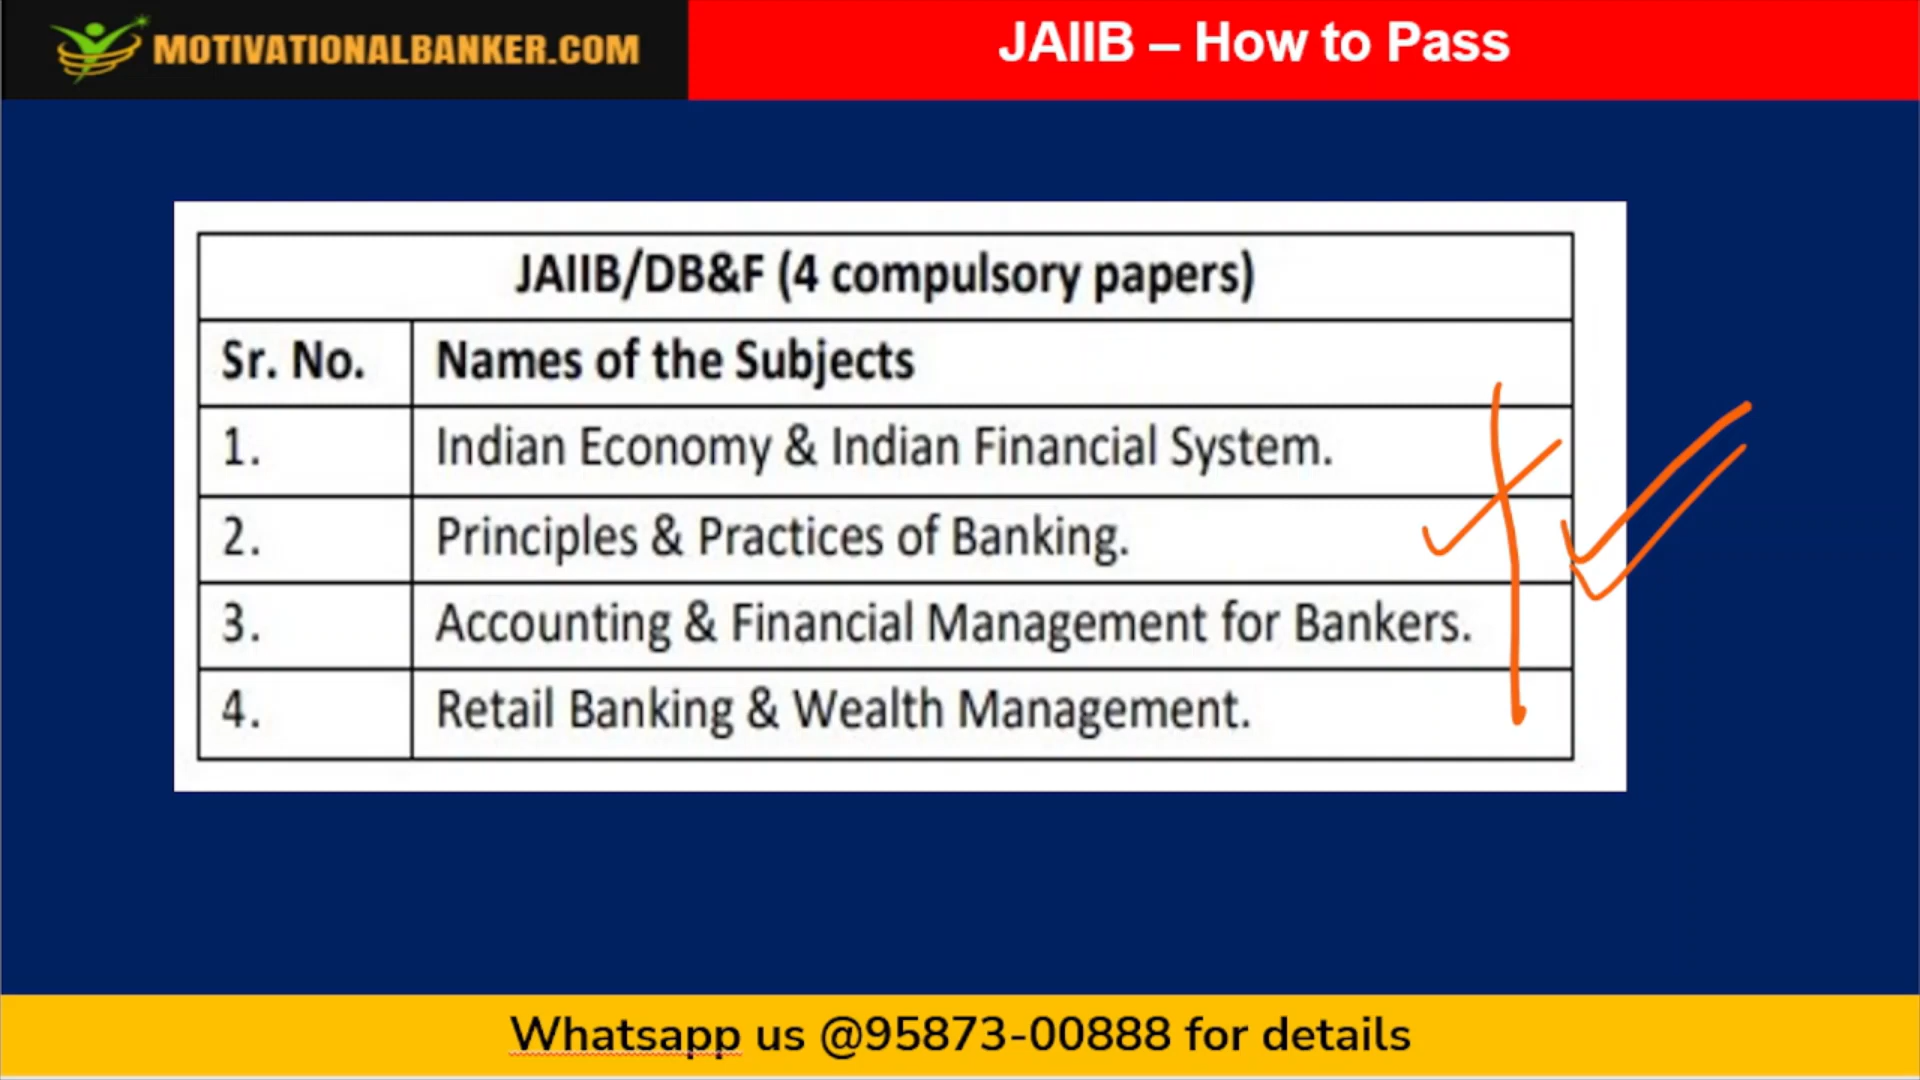 MOTIVATIONALBANKER.COM
JAIIB – How to Pass
JAIIB/DB&F (4 compulsory papers)
Sr. No. Names of the Subjects
1. Indian Economy & Indian Financial System.
2. Principles & Practices of Banking.
3. Accounting & Financial Management for Bankers.
4. Retail Banking & Wealth Management.
Whatsapp us @95873-00888 for details